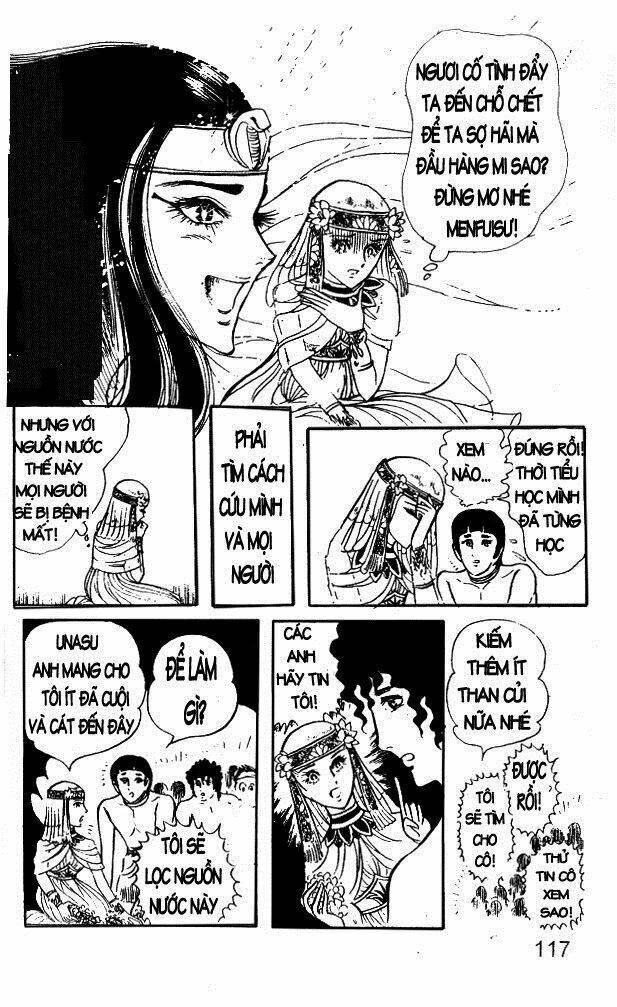 NGƯƠI CỐ TÌNH ĐẨY
TA ĐẾN CHỖ CHẾT
ĐỂ TA SỢ HÃI MÀ
ĐẦU HÀNG MI SAO?
ĐỪNG MƠ NHÉ
MENFUISƯ!
NHƯNG VỚI
NGUỒN NƯỚC
THẾ NÀY
MỌI NGƯỜI
SẼ BỊ BỆNH
MẤT!
PHẢI
TÌM CÁCH
CỨU MÌNH
VÀ MỌI
NGƯỜI
XEM
NÀO...
ĐÚNG RỒI!
THỜI TIỂU
HỌC MÌNH
ĐÃ TỪNG
HỌC
UNASU
ANH MANG CHO
TÔI ÍT ĐÁ CUỘI
VÀ CÁT ĐẾN ĐÂY
ĐỂ LÀM
GÌ?
TÔI SẼ
LỌC NGUỒN
NƯỚC NÀY
CÁC
ANH
HÃY TIN
TÔI!
KIẾM
THÊM ÍT
THAN CỦI
NỮA NHÉ
ĐƯỢC
RỒI!
TÔI
SẼ TÌM
CHO
CÔ!
THỬ
TIN CÔ
XEM
SAO!
117